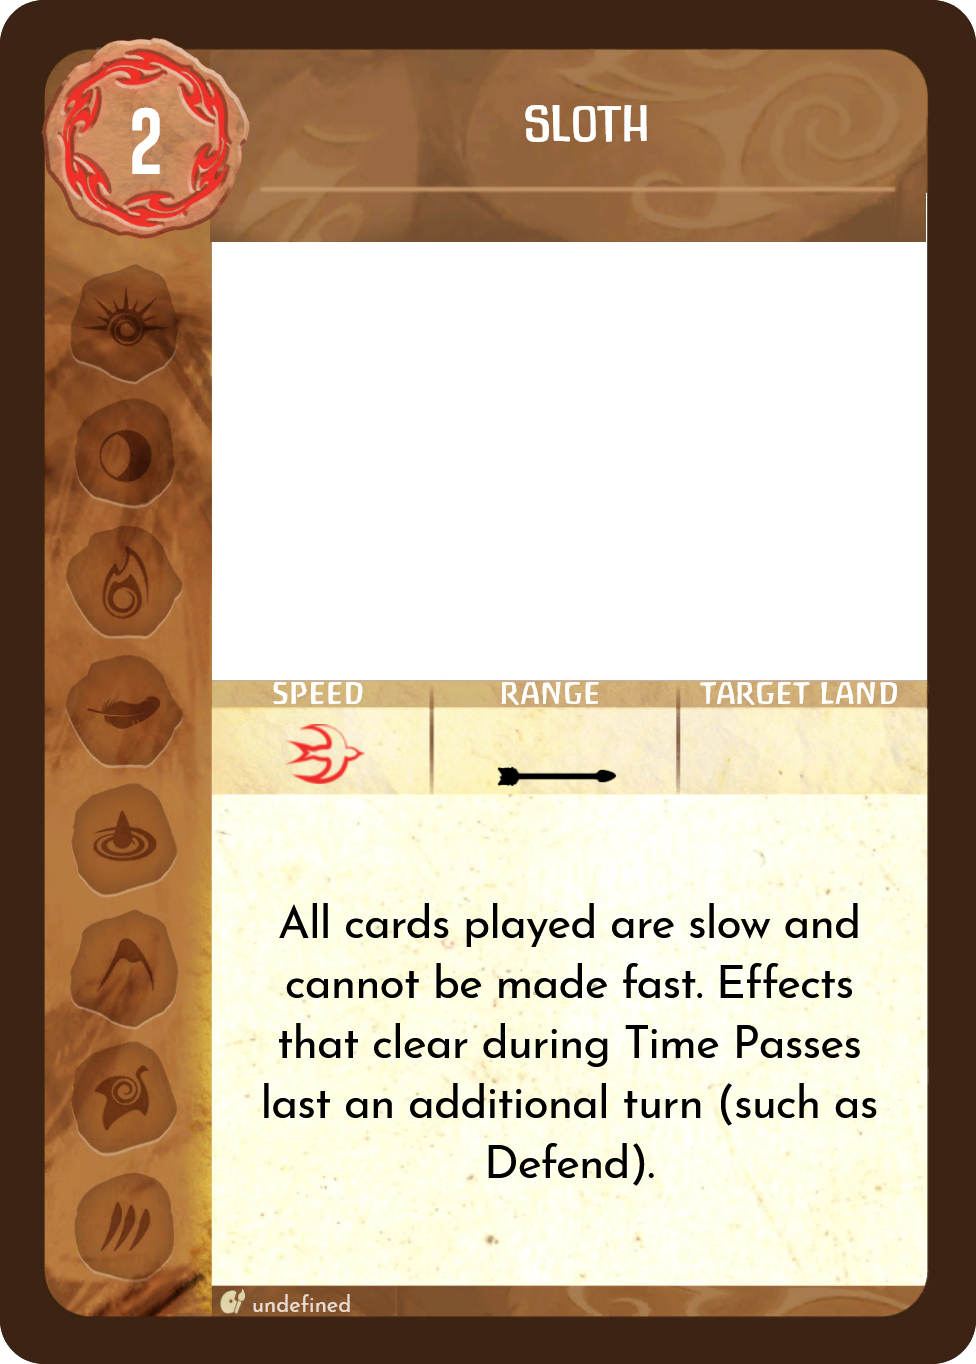 2
SLOTH
SPEED RANGE TARGET LAND
All cards played are slow and
cannot be made fast. Effects
that clear during Time Passes
last an additional turn (such as
Defend).
undefined